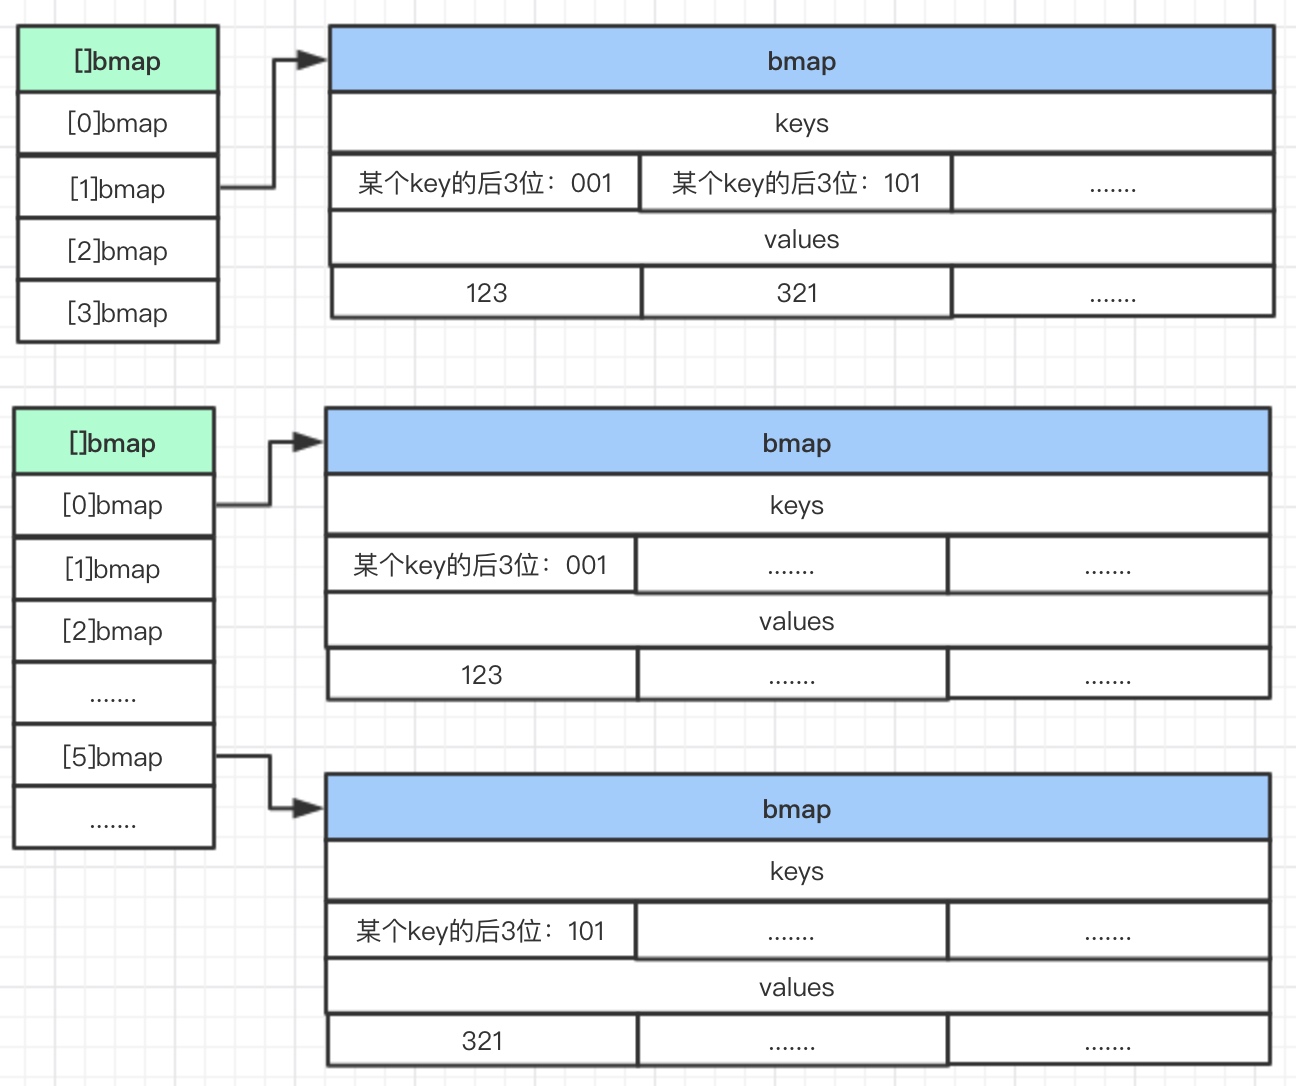 []bmap
[0]bmap
[1]bmap
[2]bmap
[3]bmap
bmap
keys
某个key的后3位：001 某个key的后3位：101 .......
values
123 321 .......
[]bmap
[0]bmap
[1]bmap
[2]bmap
.......
[5]bmap
.......
bmap
keys
某个key的后3位：001 ....... .......
values
123 ....... .......
bmap
keys
某个key的后3位：101 ....... .......
values
321 ....... .......